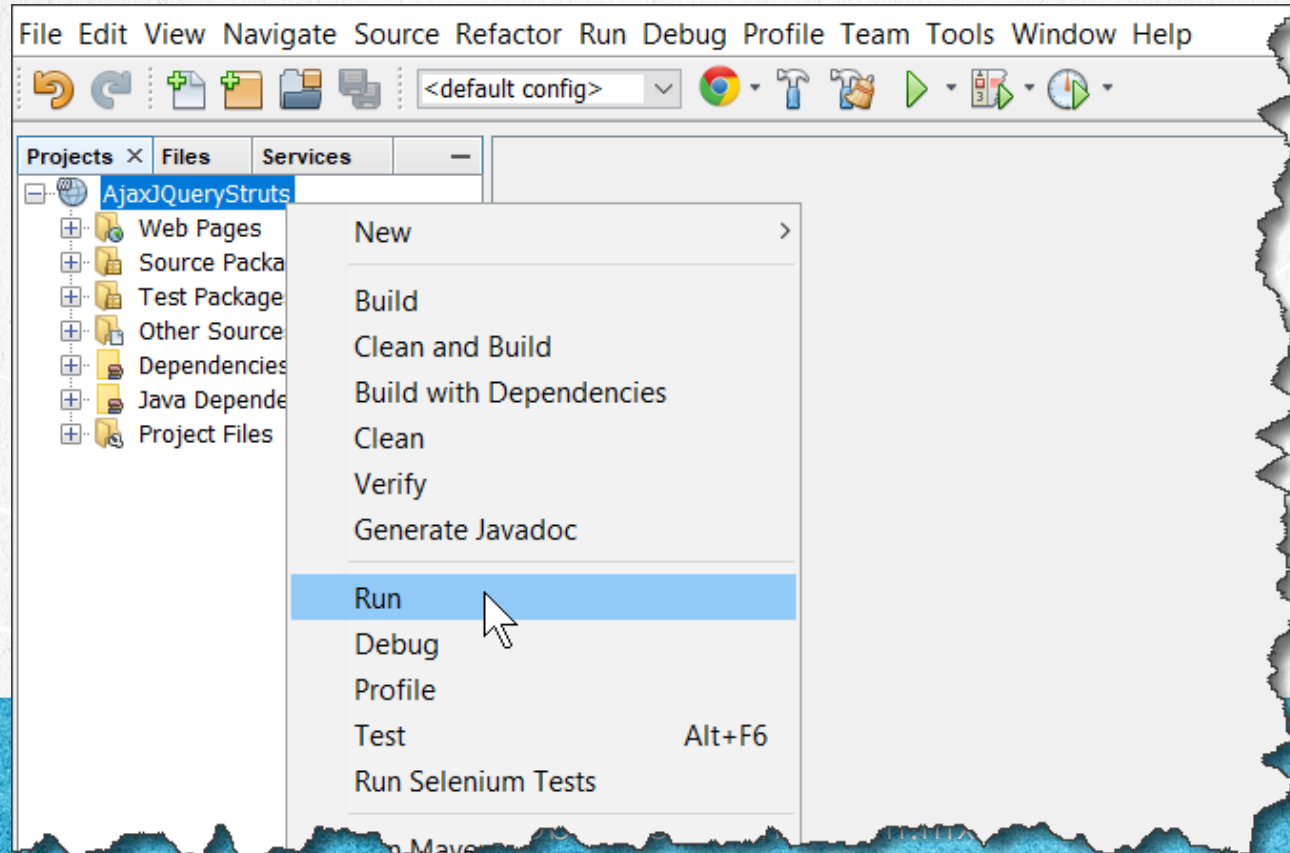 File Edit View Navigate Source Refactor Run Debug Profile Team Tools Window Help
<default config>
Projects Files Services
AjaxJQueryStruts
Web Pages
Source Packa
Test Package
Other Source
Dependencies
Java Depende
Project Files
New
Build
Clean and Build
Build with Dependencies
Clean
Verify
Generate Javadoc
Run
Debug
Profile
Test Alt+F6
Run Selenium Tests